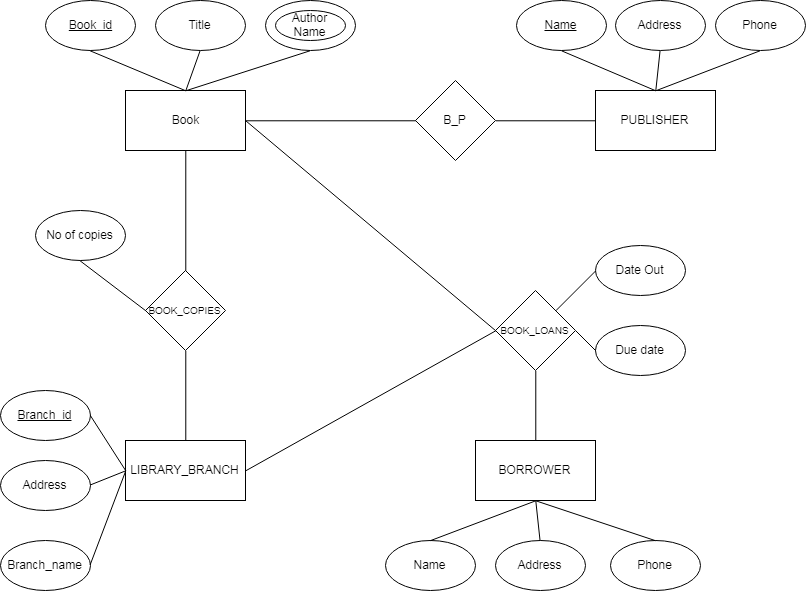 Book_id
Title
Author
Name
Name
Address
Phone
Book
B_P
PUBLISHER
No of copies
Date Out
BOOK_COPIES
BOOK_LOANS
Due date
Branch_id
LIBRARY_BRANCH
BORROWER
Address
Branch_name
Name
Address
Phone